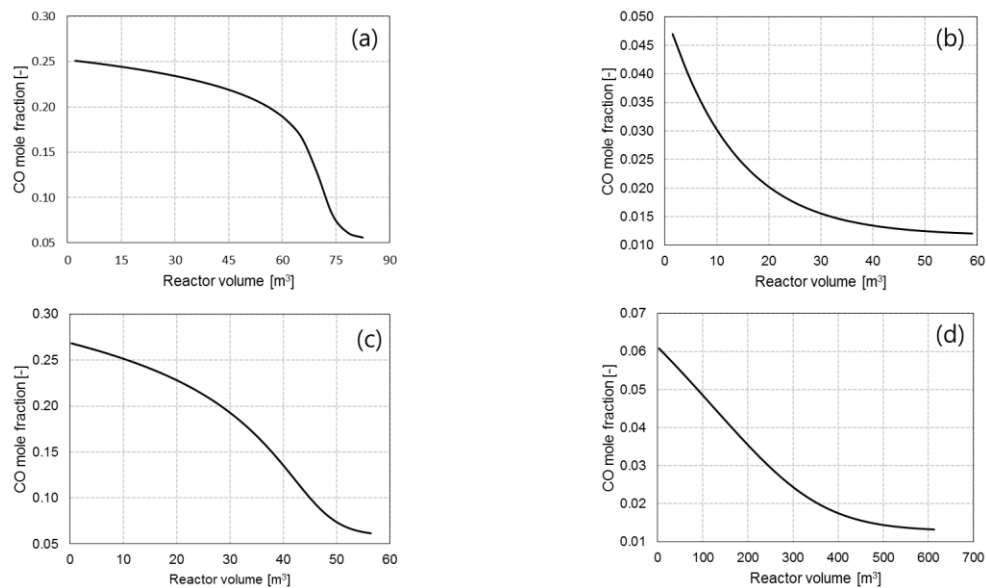 (a)
CO mole fraction [-]
0.30
0.25
0.20
0.15
0.10
0.05
0 15 30 45 60 75 90
Reactor volume [m³]
(b)
CO mole fraction [-]
0.050
0.045
0.040
0.035
0.030
0.025
0.020
0.015
0.010
0 10 20 30 40 50 60
Reactor volume [m³]
(c)
CO mole fraction [-]
0.30
0.25
0.20
0.15
0.10
0.05
0 10 20 30 40 50 60
Reactor volume [m³]
(d)
CO mole fraction [-]
0.07
0.06
0.05
0.04
0.03
0.02
0.01
0 100 200 300 400 500 600 700
Reactor volume [m³]